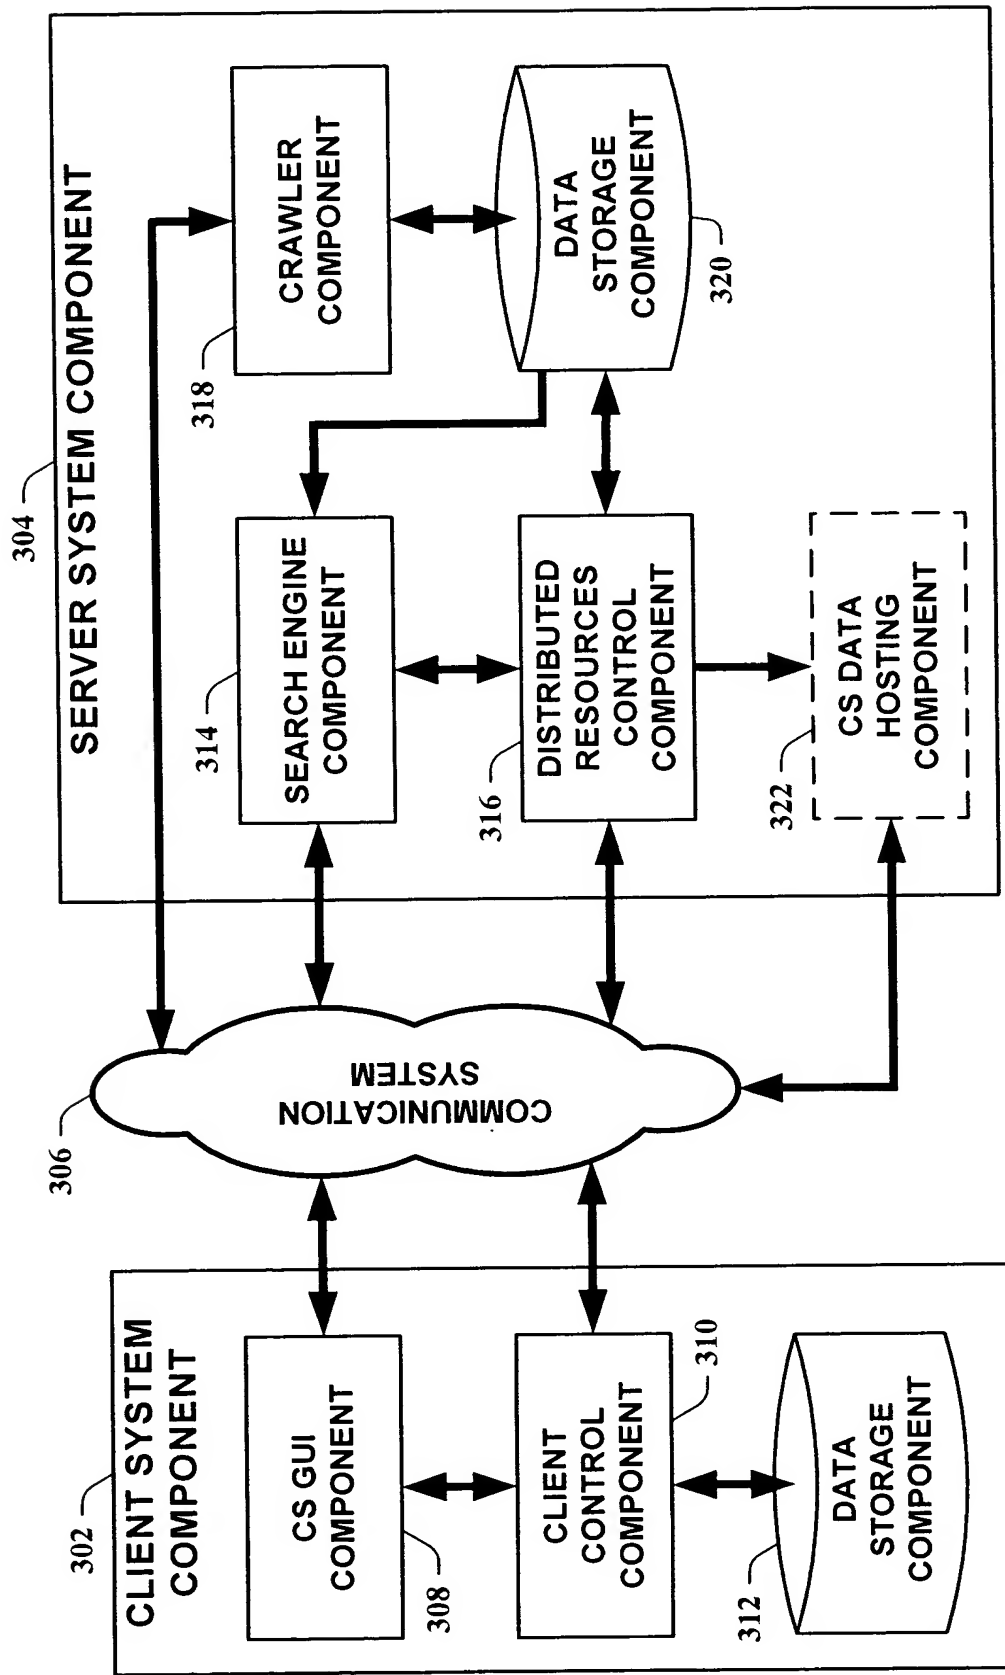 302
CLIENT SYSTEM
COMPONENT
CS GUI
COMPONENT
308
CLIENT
CONTROL
COMPONENT
310
DATA
STORAGE
COMPONENT
312
306
COMMUNICATION
SYSTEM
304
SERVER SYSTEM COMPONENT
314
SEARCH ENGINE
COMPONENT
318
CRAWLER
COMPONENT
316
DISTRIBUTED
RESOURCES
CONTROL
COMPONENT
DATA
STORAGE
COMPONENT
320
322
CS DATA
HOSTING
COMPONENT